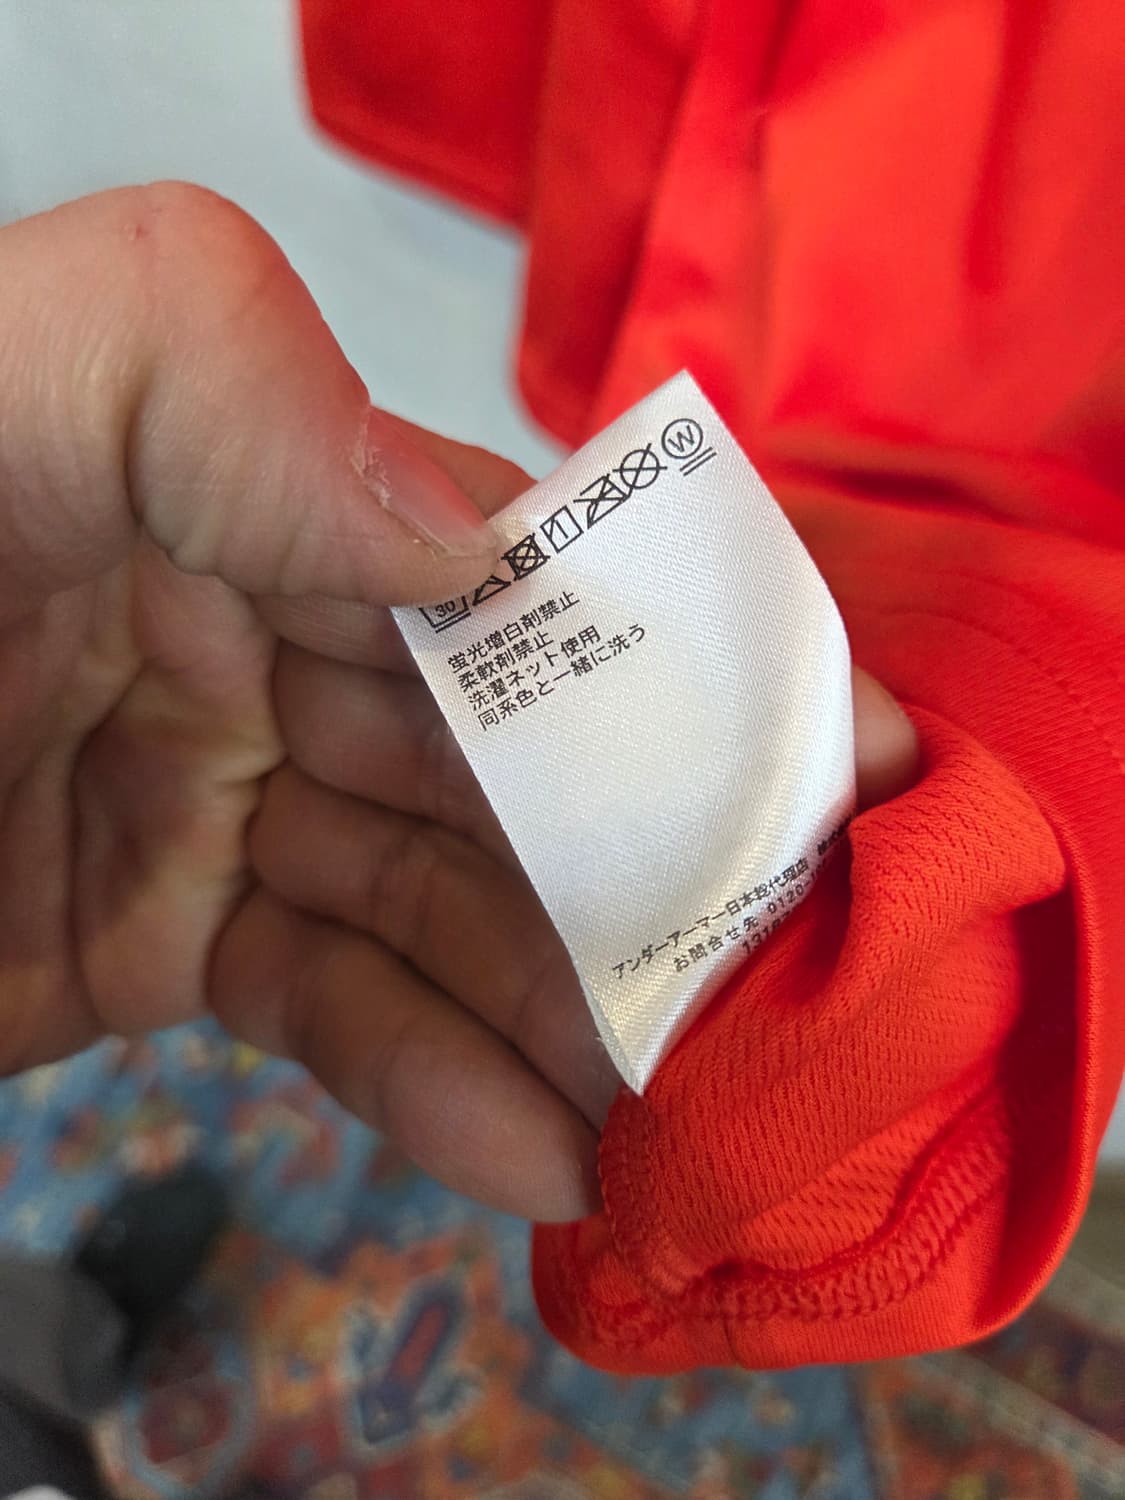 30 W
蛍光増白剤禁止
柔軟剤禁止
洗濯ネット使用
同系色と一緒に洗う
アンダーアーマー日本総代理店
お問合せ先 0120-